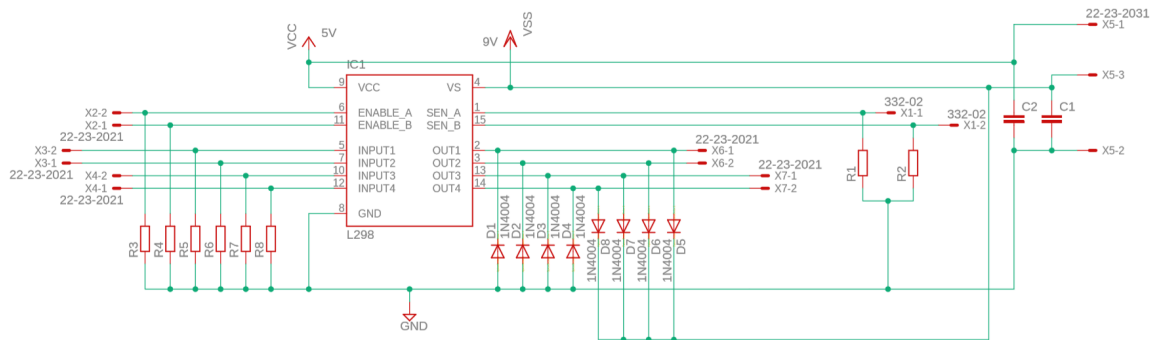 22-23-2031
X5-1
VCC
5V
9V
VSS
IC1
X5-3
9
VCC
VS
4
C2
C1
332-02
X2-2
6
ENABLE_A
SEN_A
1
X1-1
332-02
X2-1
11
ENABLE_B
SEN_B
15
X1-2
22-23-2021
22-23-2021
X3-2
5
INPUT1
OUT1
2
X6-1
X5-2
X3-1
7
INPUT2
OUT2
3
X6-2
22-23-2021
22-23-2021
X4-2
10
INPUT3
OUT3
13
X7-1
X4-1
12
INPUT4
OUT4
14
X7-2
22-23-2021
R1
R2
8
GND
L298
R3
R4
R5
R6
R7
R8
D1
1N4004
D2
1N4004
D3
1N4004
D4
1N4004
1N4004
D8
1N4004
D7
1N4004
D6
1N4004
D5
GND